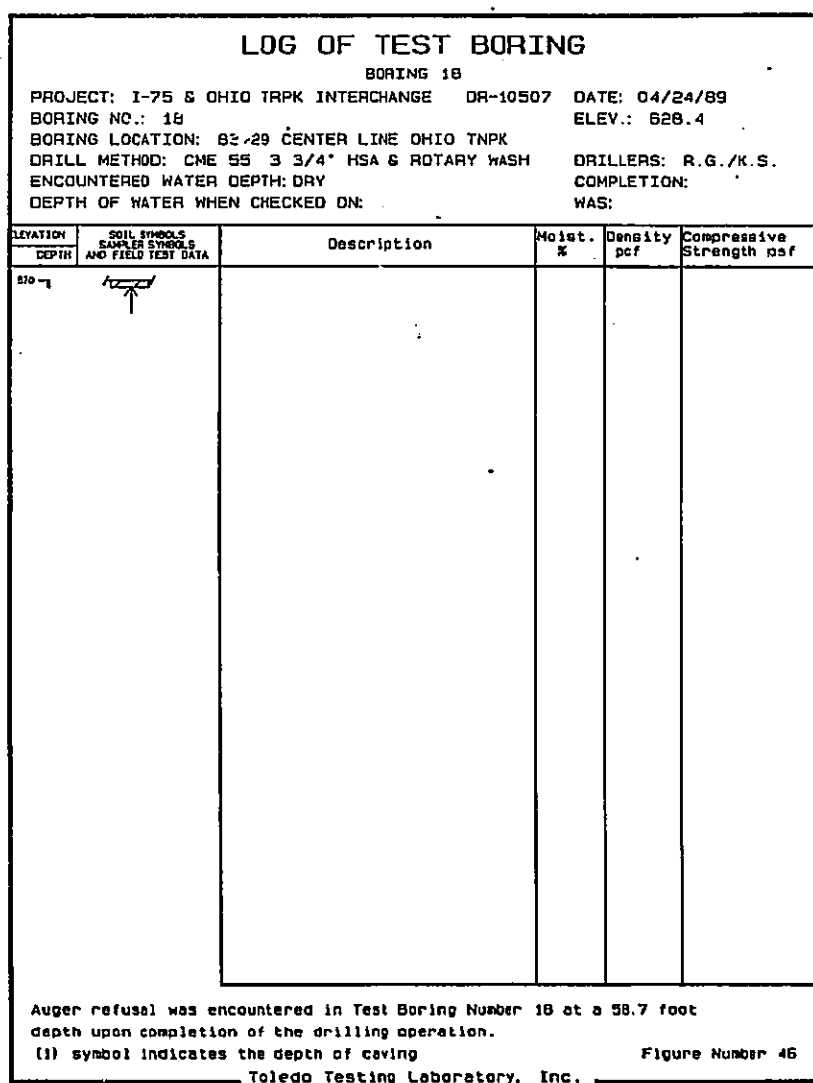 LOG OF TEST BORING
BORING 18
PROJECT: I-75 & OHIO TRPK INTERCHANGE DR-10507 DATE: 04/24/89
BORING NO.: 18 ELEV.: 628.4
BORING LOCATION: CENTER LINE OHIO TNPK
DRILL METHOD: CME 55 3 3/4" HSA & ROTARY WASH DRILLERS: R.G./K.S.
ENCOUNTERED WATER DEPTH: DRY COMPLETION:
DEPTH OF WATER WHEN CHECKED ON: WAS:
LEVATION
DEPTH
SOIL SYMBOLS
SAMPLER SYMBOLS
AND FIELD TEST DATA
Description
Moist. %
Density pcf
Compressive Strength psf
Auger refusal was encountered in Test Boring Number 18 at a 58.7 foot
depth upon completion of the drilling operation.
(1) symbol indicates the depth of caving Figure Number 46
Toledo Testing Laboratory, Inc.